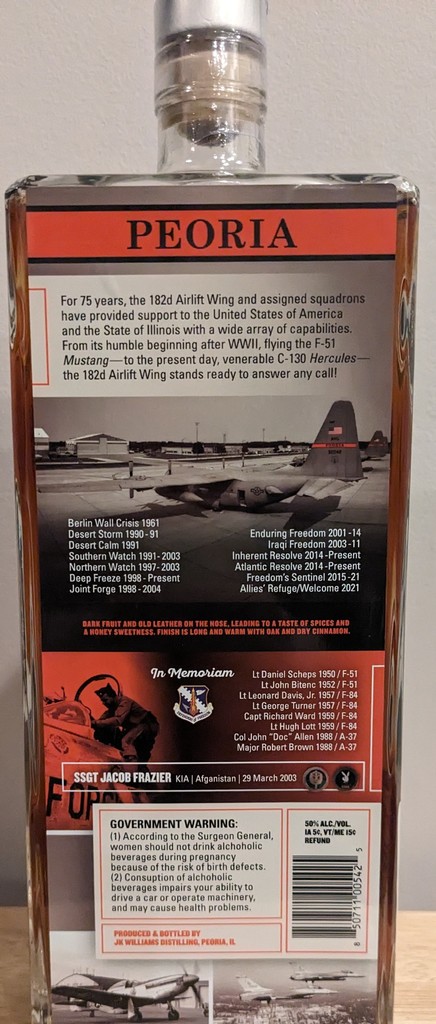 PEORIA
For 75 years, the 182d Airlift Wing and assigned squadrons
have provided support to the United States of America
and the State of Illinois with a wide array of capabilities.
From its humble beginning after WWII, flying the F-51
Mustang—to the present day, venerable C-130 Hercules—
the 182d Airlift Wing stands ready to answer any call!
PEORIA
Berlin Wall Crisis 1961
Desert Storm 1990-91
Desert Calm 1991
Southern Watch 1991-2003
Northern Watch 1997-2003
Deep Freeze 1998-Present
Joint Forge 1998-2004
Enduring Freedom 2001-14
Iraqi Freedom 2003-11
Inherent Resolve 2014-Present
Atlantic Resolve 2014-Present
Freedom's Sentinel 2015-21
Allies' Refuge/Welcome 2021
DARK FRUIT AND OLD LEATHER ON THE NOSE, LEADING TO A TASTE OF SPICES AND
A HONEY SWEETNESS. FINISH IS LONG AND WARM WITH OAK AND DRY CINNAMON.
In Memoriam
Lt Daniel Scheps 1950 / F-51
Lt John Bitenc 1952 / F-51
Lt Leonard Davis, Jr. 1957 / F-84
Lt George Turner 1957 / F-84
Capt Richard Ward 1959 / F-84
Lt Hugh Lott 1959 / F-84
Col John "Doc" Allen 1988 / A-37
Major Robert Brown 1988 / A-37
SSGT JACOB FRAZIER KIA | Afganistan | 29 March 2003
FORC
GOVERNMENT WARNING:
(1) According to the Surgeon General,
women should not drink alchoholic
beverages during pregnancy
because of the risk of birth defects.
(2) Consuption of alchoholic
beverages impairs your ability to
drive a car or operate machinery,
and may cause health problems.
PRODUCED & BOTTLED BY
JK WILLIAMS DISTILLING, PEORIA, IL
50% ALC./VOL.
IA 5¢, VT/ME 15¢
REFUND
50711 00542 5